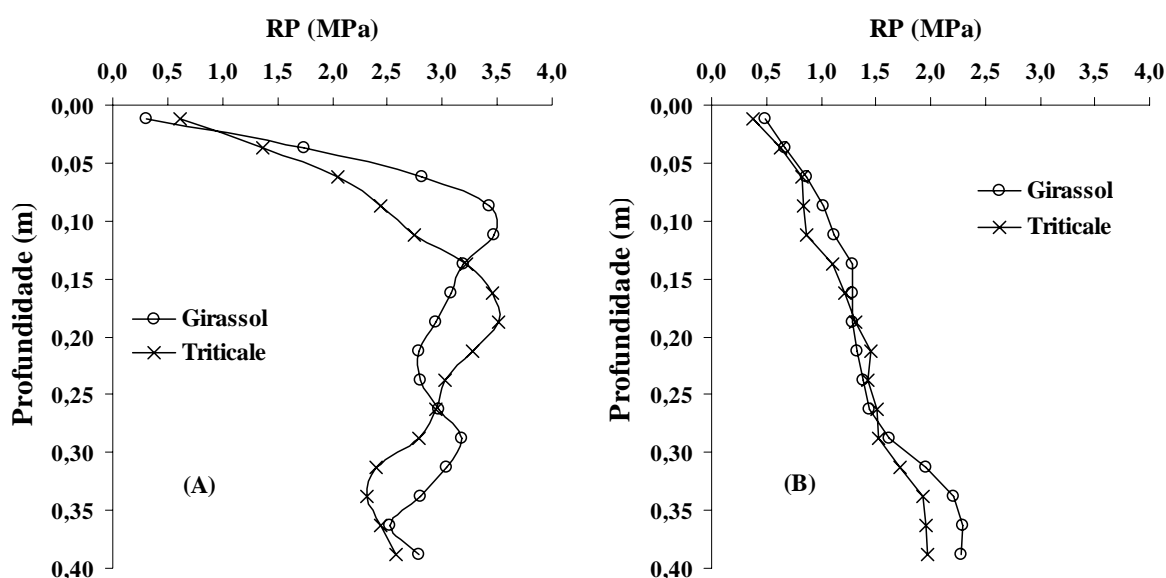 RP (MPa)
0,0 0,5 1,0 1,5 2,0 2,5 3,0 3,5 4,0
0,00
0,05
0,10
0,15
0,20
0,25
0,30
0,35
0,40
Profundidade (m)
Girassol
Triticale
(A)
RP (MPa)
0,0 0,5 1,0 1,5 2,0 2,5 3,0 3,5 4,0
0,00
0,05
0,10
0,15
0,20
0,25
0,30
0,35
0,40
Profundidade (m)
Girassol
Triticale
(B)